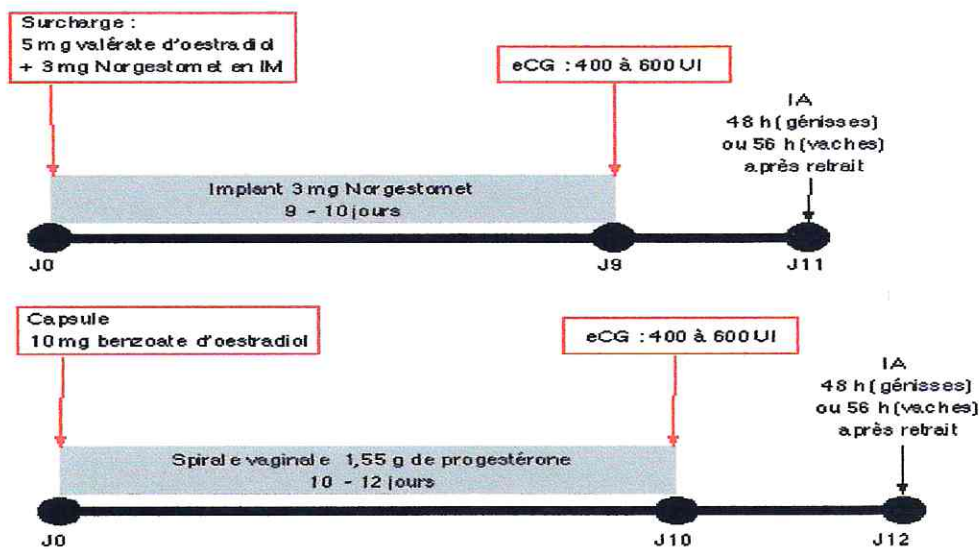 Surcharge :
5 mg valérate d'oestradiol
+ 3 mg Norgestomet en IM
eCG : 400 à 600 UI
IA
48 h (génisses)
ou 56 h (vaches)
après retrait
Implant 3 mg Norgestomet
9 - 10 jours
J0
J9
J11
Capsule
10 mg benzoate d'oestradiol
eCG : 400 à 600 UI
IA
48 h (génisses)
ou 56 h (vaches)
après retrait
Spirale vaginale 1,55 g de progestérone
10 - 12 jours
J0
J10
J12